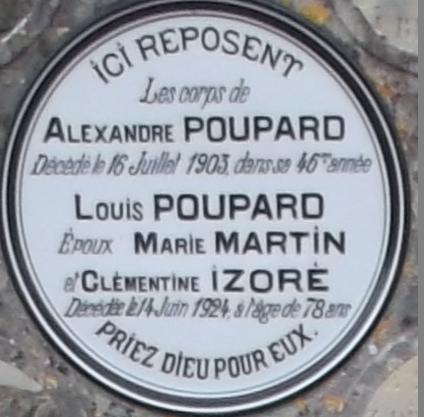 ICI REPOSENT
Les corps de
ALEXANDRE POUPARD
Décédé le 16 Juillet 1903, dans sa 46me année
LOUIS POUPARD
ÉPOUX MARIE MARTIN
et CLÉMENTINE IZORÉ
Décédée le 14 Juin 1924, à l'âge de 78 ans
PRIEZ DIEU POUR EUX.